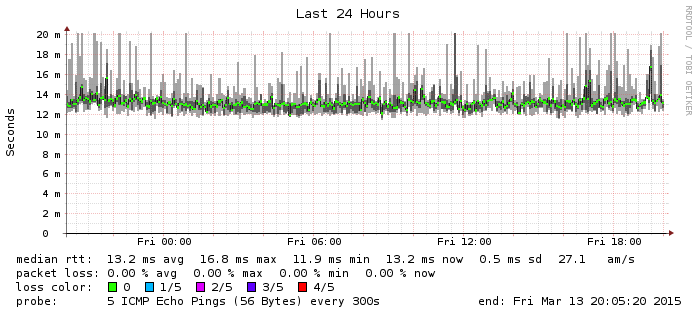 Last 24 Hours
RRDTOOL / TOBI OETIKER
Seconds
20 m
18 m
16 m
14 m
12 m
10 m
8 m
6 m
4 m
2 m
0
Fri 00:00 Fri 06:00 Fri 12:00 Fri 18:00
median rtt: 13.2 ms avg 16.8 ms max 11.9 ms min 13.2 ms now 0.5 ms sd 27.1 am/s
packet loss: 0.00 % avg 0.00 % max 0.00 % min 0.00 % now
loss color: 0 1/5 2/5 3/5 4/5
probe: 5 ICMP Echo Pings (56 Bytes) every 300s end: Fri Mar 13 20:05:20 2015